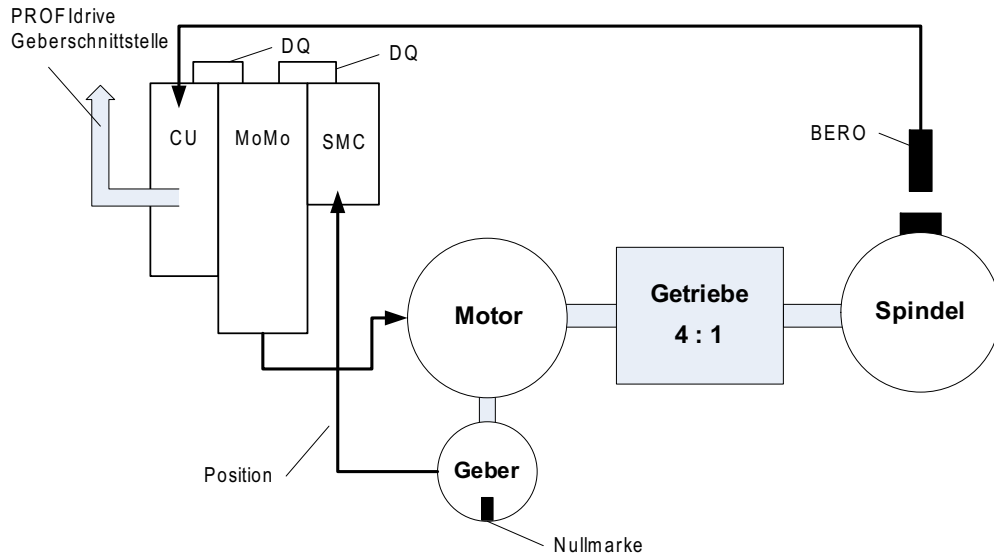 PROFIdrive
Geberschnittstelle
DQ
DQ
CU
MoMo
SMC
BERO
Motor
Getriebe
4 : 1
Spindel
Position
Geber
Nullmarke